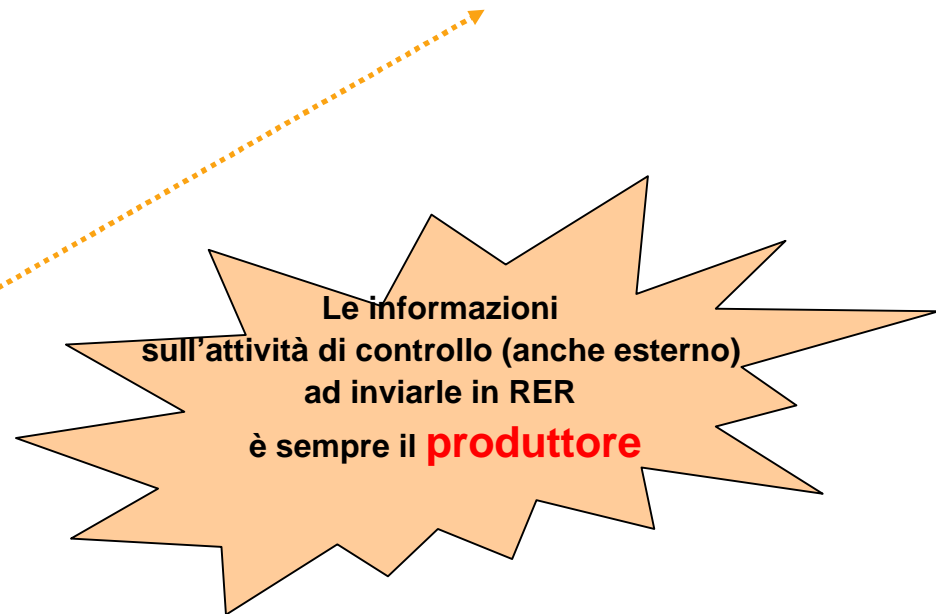 Le informazioni
sull'attività di controllo (anche esterno)
ad inviarle in RER
è sempre il produttore